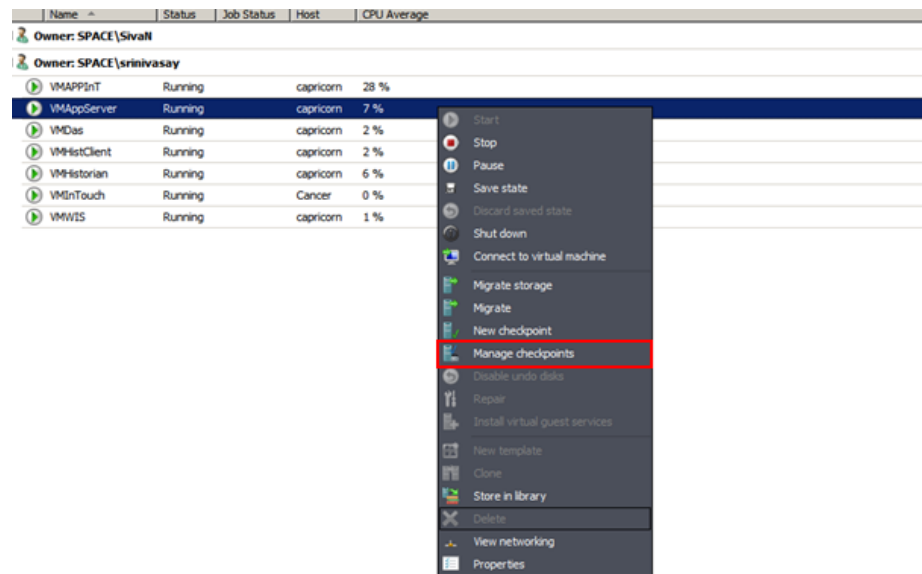 Name Status Job Status Host CPU Average
Owner: SPACE\SivaN
Owner: SPACE\srinivasay
VMAPPInT Running capricorn 28 %
VMAppServer Running capricorn 7 %
VMDas Running capricorn 2 %
VMHistClient Running capricorn 2 %
VMHistorian Running capricorn 6 %
VMInTouch Running Cancer 0 %
VMWIS Running capricorn 1 %
Start
Stop
Pause
Save state
Discard saved state
Shut down
Connect to virtual machine
Migrate storage
Migrate
New checkpoint
Manage checkpoints
Disable undo disks
Repair
Install virtual guest services
New template
Clone
Store in library
Delete
View networking
Properties